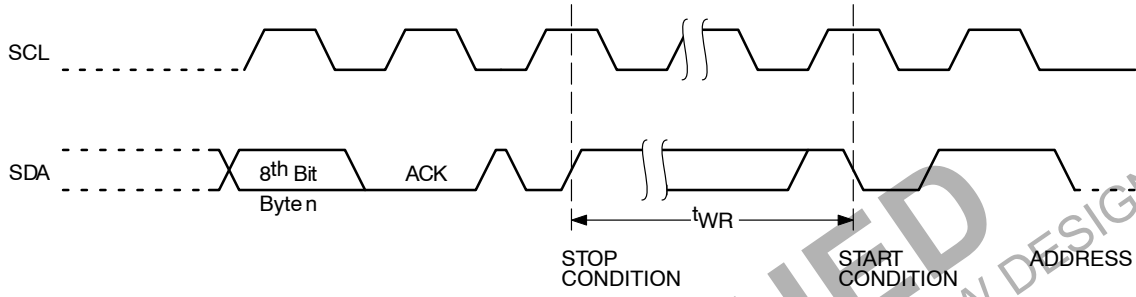 SCL
SDA
8th Bit
Byte n
ACK
tWR
STOP
CONDITION
START
CONDITION
ADDRESS